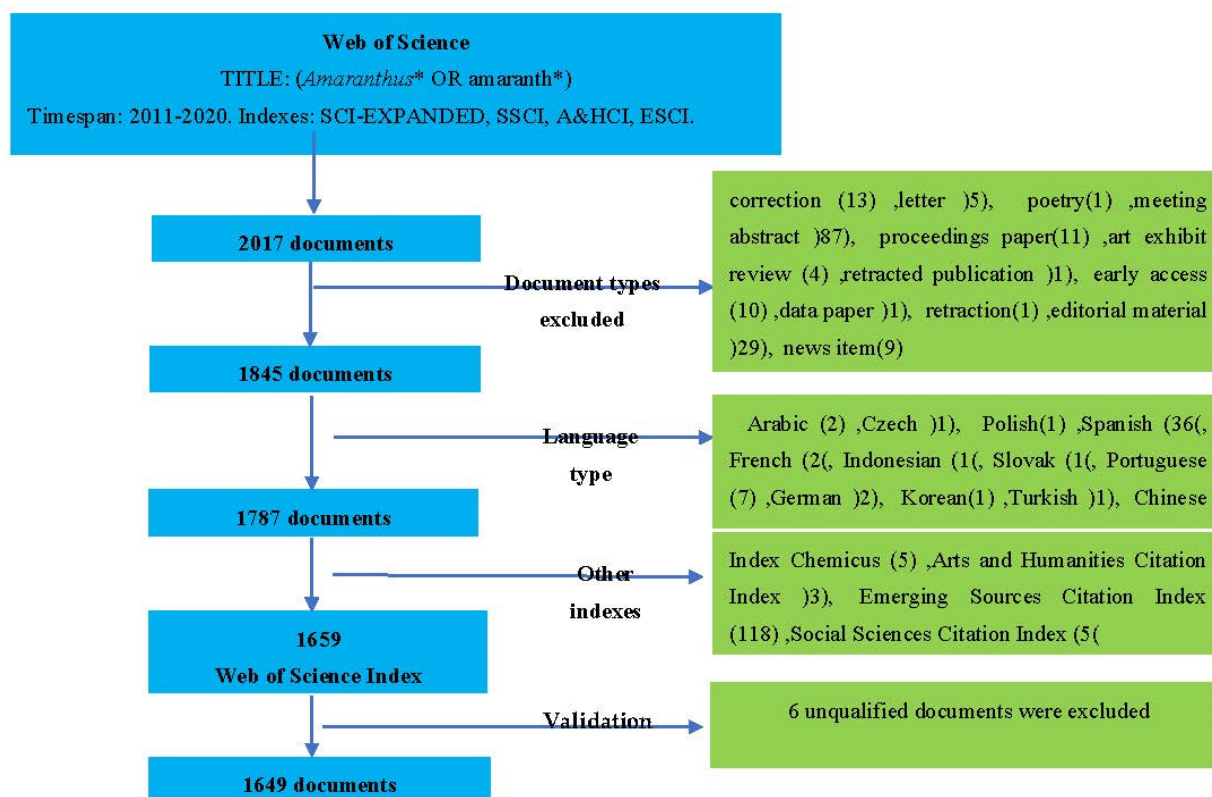 Web of Science
TITLE: (Amaranthus* OR amaranth*)
Timespan: 2011-2020. Indexes: SCI-EXPANDED, SSCI, A&HCI, ESCI.
2017 documents
Document types
excluded
correction (13) ,letter )5), poetry(1) ,meeting
abstract )87), proceedings paper(11) ,art exhibit
review (4) ,retracted publication )1), early access
(10) ,data paper )1), retraction(1) ,editorial material
)29), news item(9)
1845 documents
Language
type
Arabic (2) ,Czech )1), Polish(1) ,Spanish (36(,
French (2(, Indonesian (1(, Slovak (1(, Portuguese
(7) ,German )2), Korean(1) ,Turkish )1), Chinese
1787 documents
Other
indexes
Index Chemicus (5) ,Arts and Humanities Citation
Index )3), Emerging Sources Citation Index
(118) ,Social Sciences Citation Index (5(
1659
Web of Science Index
Validation
6 unqualified documents were excluded
1649 documents